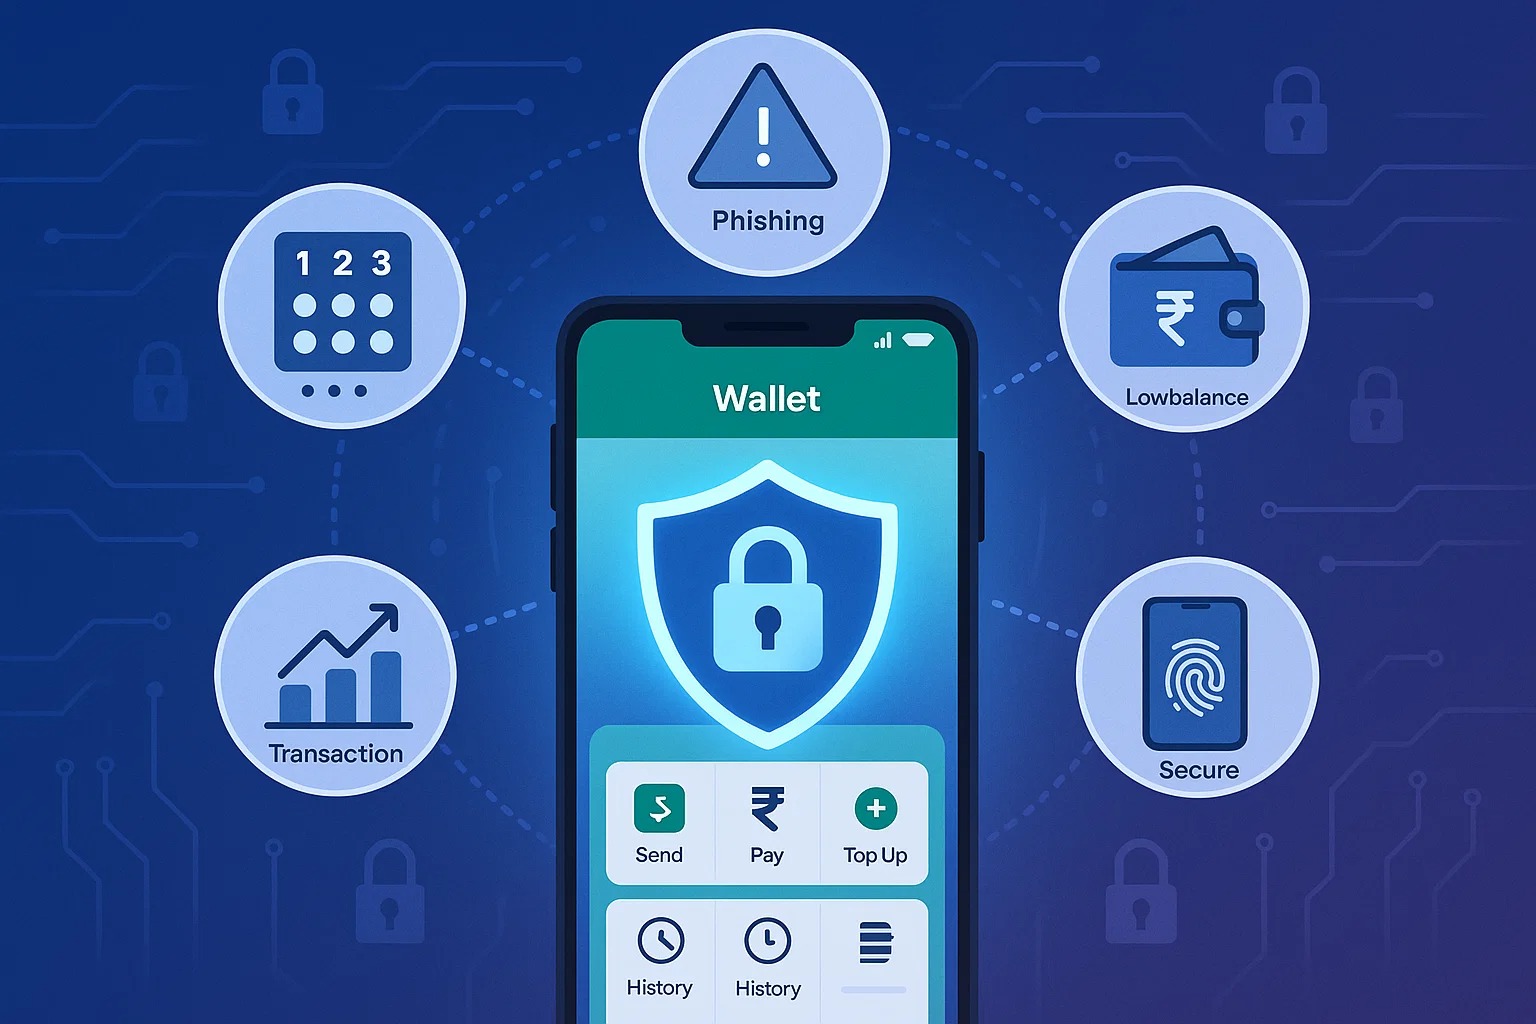 Phishing
1 2 3
₹
Lowbalance
Wallet
Transaction
Secure
₹
Send
Pay
Top Up
History
History